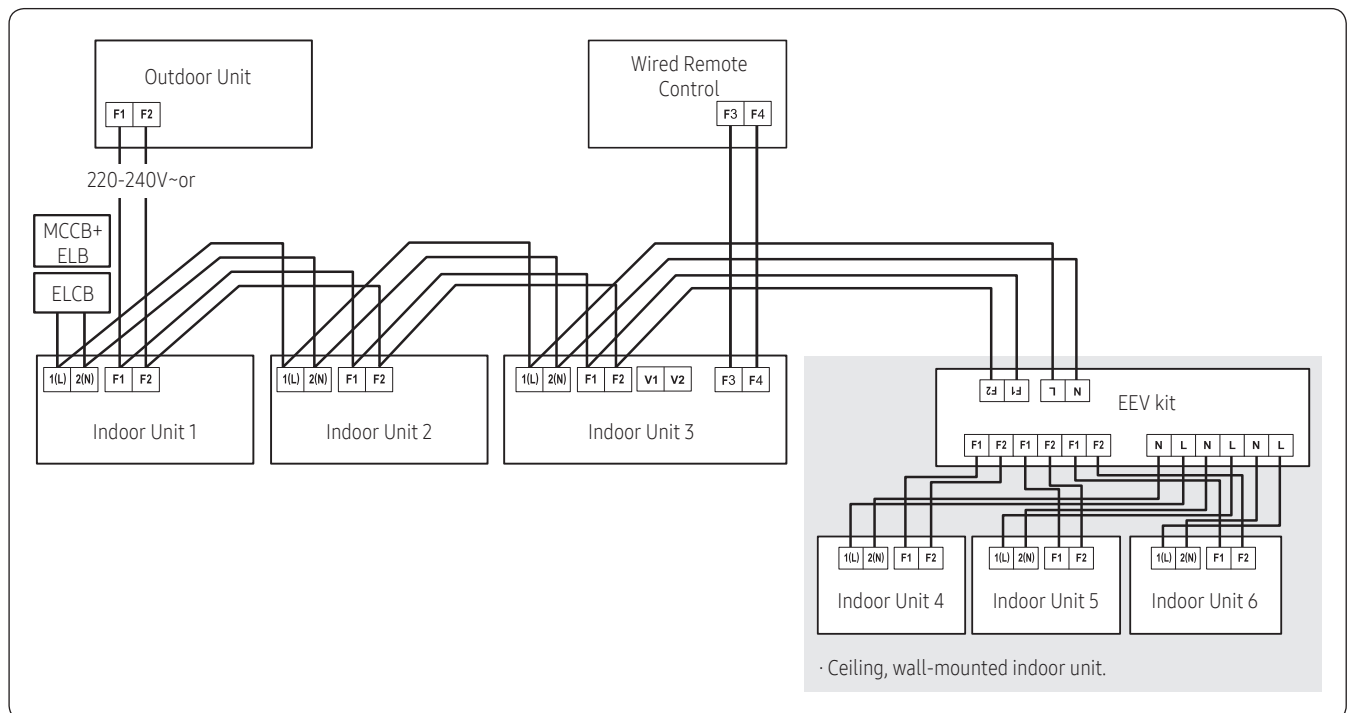 Outdoor Unit
F1 F2
Wired Remote
Control
F3 F4
220-240V~or
MCCB+
ELB
ELCB
1(L) 2(N) F1 F2
Indoor Unit 1
1(L) 2(N) F1 F2
Indoor Unit 2
1(L) 2(N) F1 F2 V1 V2 F3 F4
Indoor Unit 3
F2 F1 L N
EEV kit
F1 F2 F1 F2 F1 F2 N L N L N L
1(L) 2(N) F1 F2
Indoor Unit 4
1(L) 2(N) F1 F2
Indoor Unit 5
1(L) 2(N) F1 F2
Indoor Unit 6
· Ceiling, wall-mounted indoor unit.